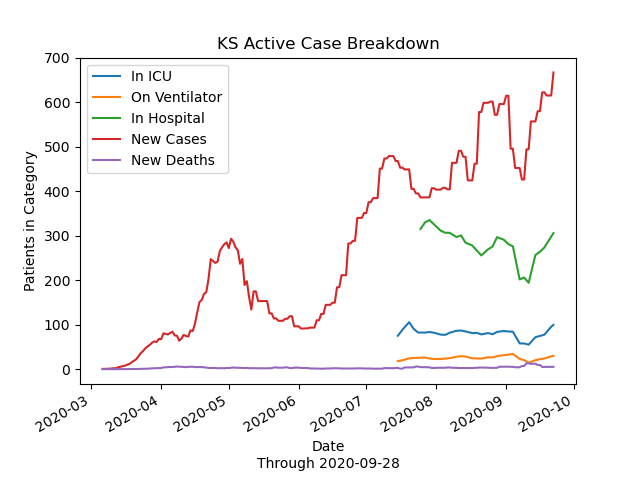 KS Active Case Breakdown
In ICU
On Ventilator
In Hospital
New Cases
New Deaths
Patients in Category
700
600
500
400
300
200
100
0
2020-03
2020-04
2020-05
2020-06
2020-07
2020-08
2020-09
2020-10
Date
Through 2020-09-28